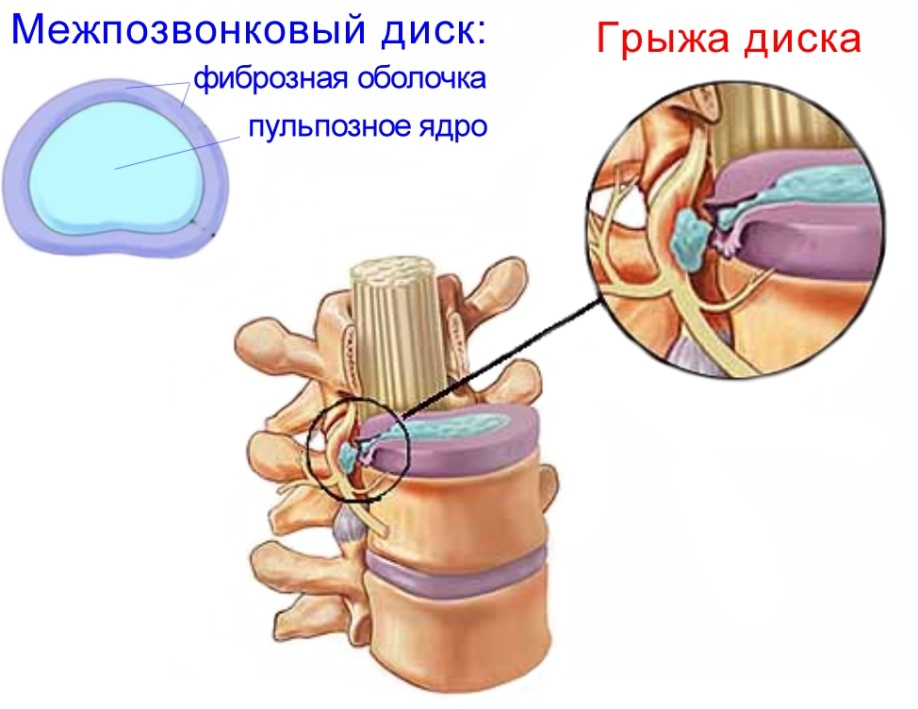 Межпозвонковый диск:
фиброзная оболочка
пульпозное ядро
Грыжа диска